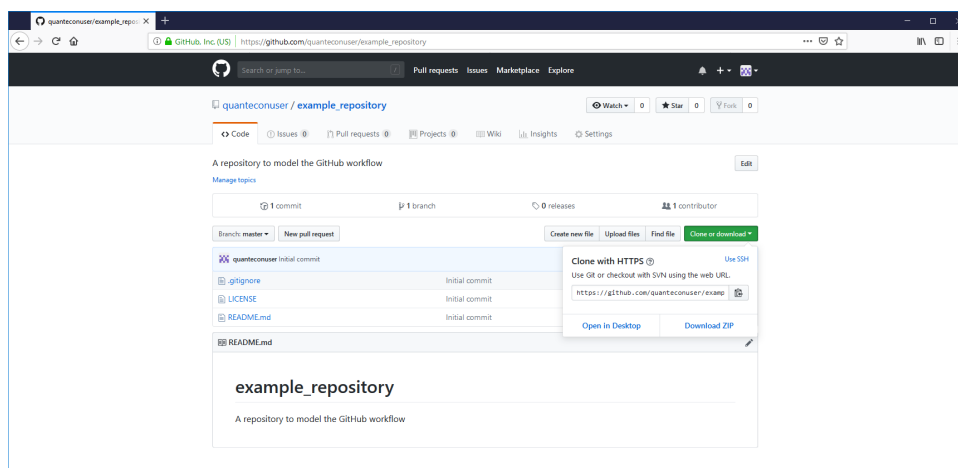 quanteconuser/example_repos
GitHub, Inc. (US) https://github.com/quanteconuser/example_repository
Search or jump to... / Pull requests Issues Marketplace Explore
quanteconuser / example_repository Watch 0 Star 0 Fork 0
Code Issues 0 Pull requests 0 Projects 0 Wiki Insights Settings
A repository to model the GitHub workflow Edit
Manage topics
1 commit 1 branch 0 releases 1 contributor
Branch: master New pull request Create new file Upload files Find file Clone or download
quanteconuser Initial commit
.gitignore Initial commit
LICENSE Initial commit
README.md Initial commit
Clone with HTTPS Use SSH
Use Git or checkout with SVN using the web URL.
https://github.com/quanteconuser/examp
Open in Desktop Download ZIP
README.md
example_repository
A repository to model the GitHub workflow